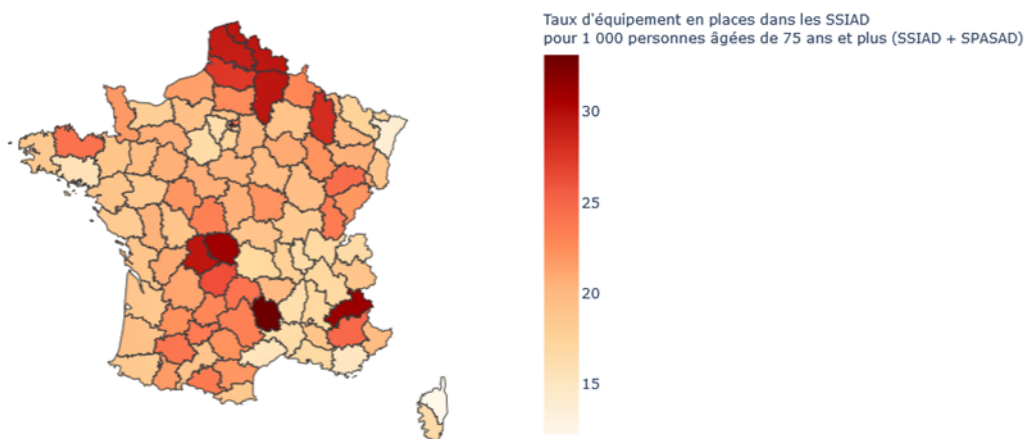 Taux d'équipement en places dans les SSIAD
pour 1 000 personnes âgées de 75 ans et plus (SSIAD + SPASAD)
30
25
20
15